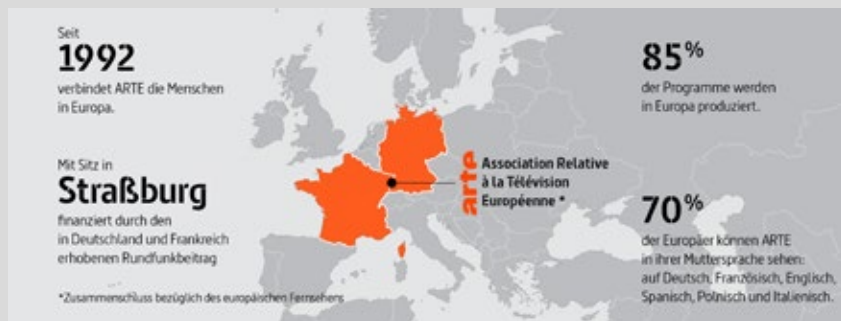 Seit
1992
verbindet ARTE die Menschen
in Europa.
Mit Sitz in
Straßburg
finanziert durch den
in Deutschland und Frankreich
erhobenen Rundfunkbeitrag
*Zusammenschluss bezüglich des europäischen Fernsehens
arte
Association Relative
à la Télévision
Européenne *
85%
der Programme werden
in Europa produziert.
70%
der Europäer können ARTE
in ihrer Muttersprache sehen:
auf Deutsch, Französisch, Englisch,
Spanisch, Polnisch und Italienisch.